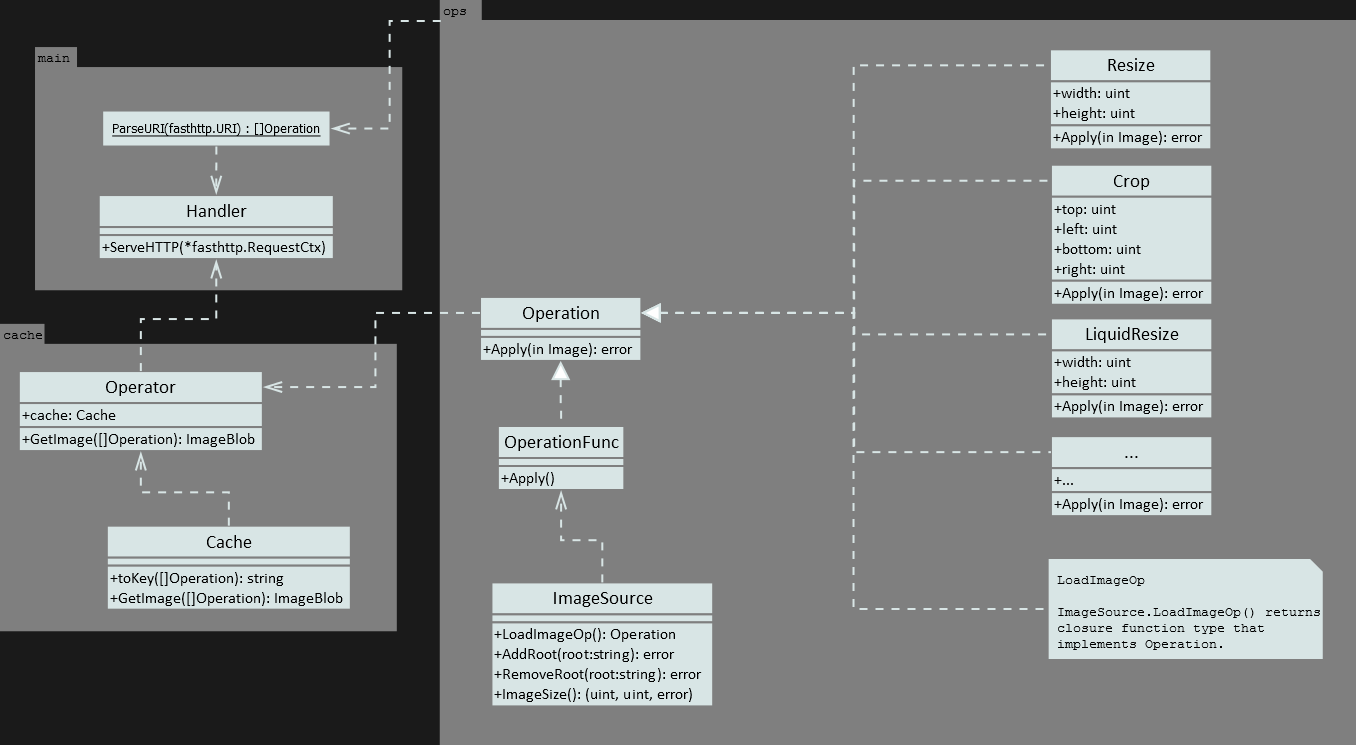 main
ParseURI(fasthttp.URI) : []Operation
Handler
+ServeHTTP(*fasthttp.RequestCtx)
cache
Operator
+cache: Cache
+GetImage([]Operation): ImageBlob
Cache
+toKey([]Operation): string
+GetImage([]Operation): ImageBlob
ops
Operation
+Apply(in Image): error
OperationFunc
+Apply()
ImageSource
+LoadImageOp(): Operation
+AddRoot(root:string): error
+RemoveRoot(root:string): error
+ImageSize(): (uint, uint, error)
Resize
+width: uint
+height: uint
+Apply(in Image): error
Crop
+top: uint
+left: uint
+bottom: uint
+right: uint
+Apply(in Image): error
LiquidResize
+width: uint
+height: uint
+Apply(in Image): error
...
+...
+Apply(in Image): error
LoadImageOp
ImageSource.LoadImageOp() returns
closure function type that
implements Operation.